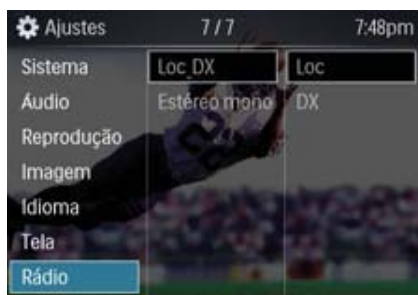 Ajustes 7/7 7:48pm
Sistema Loc_DX Loc
Áudio Estéreo mono DX
Reprodução
Imagem
Idioma
Tela
Rádio